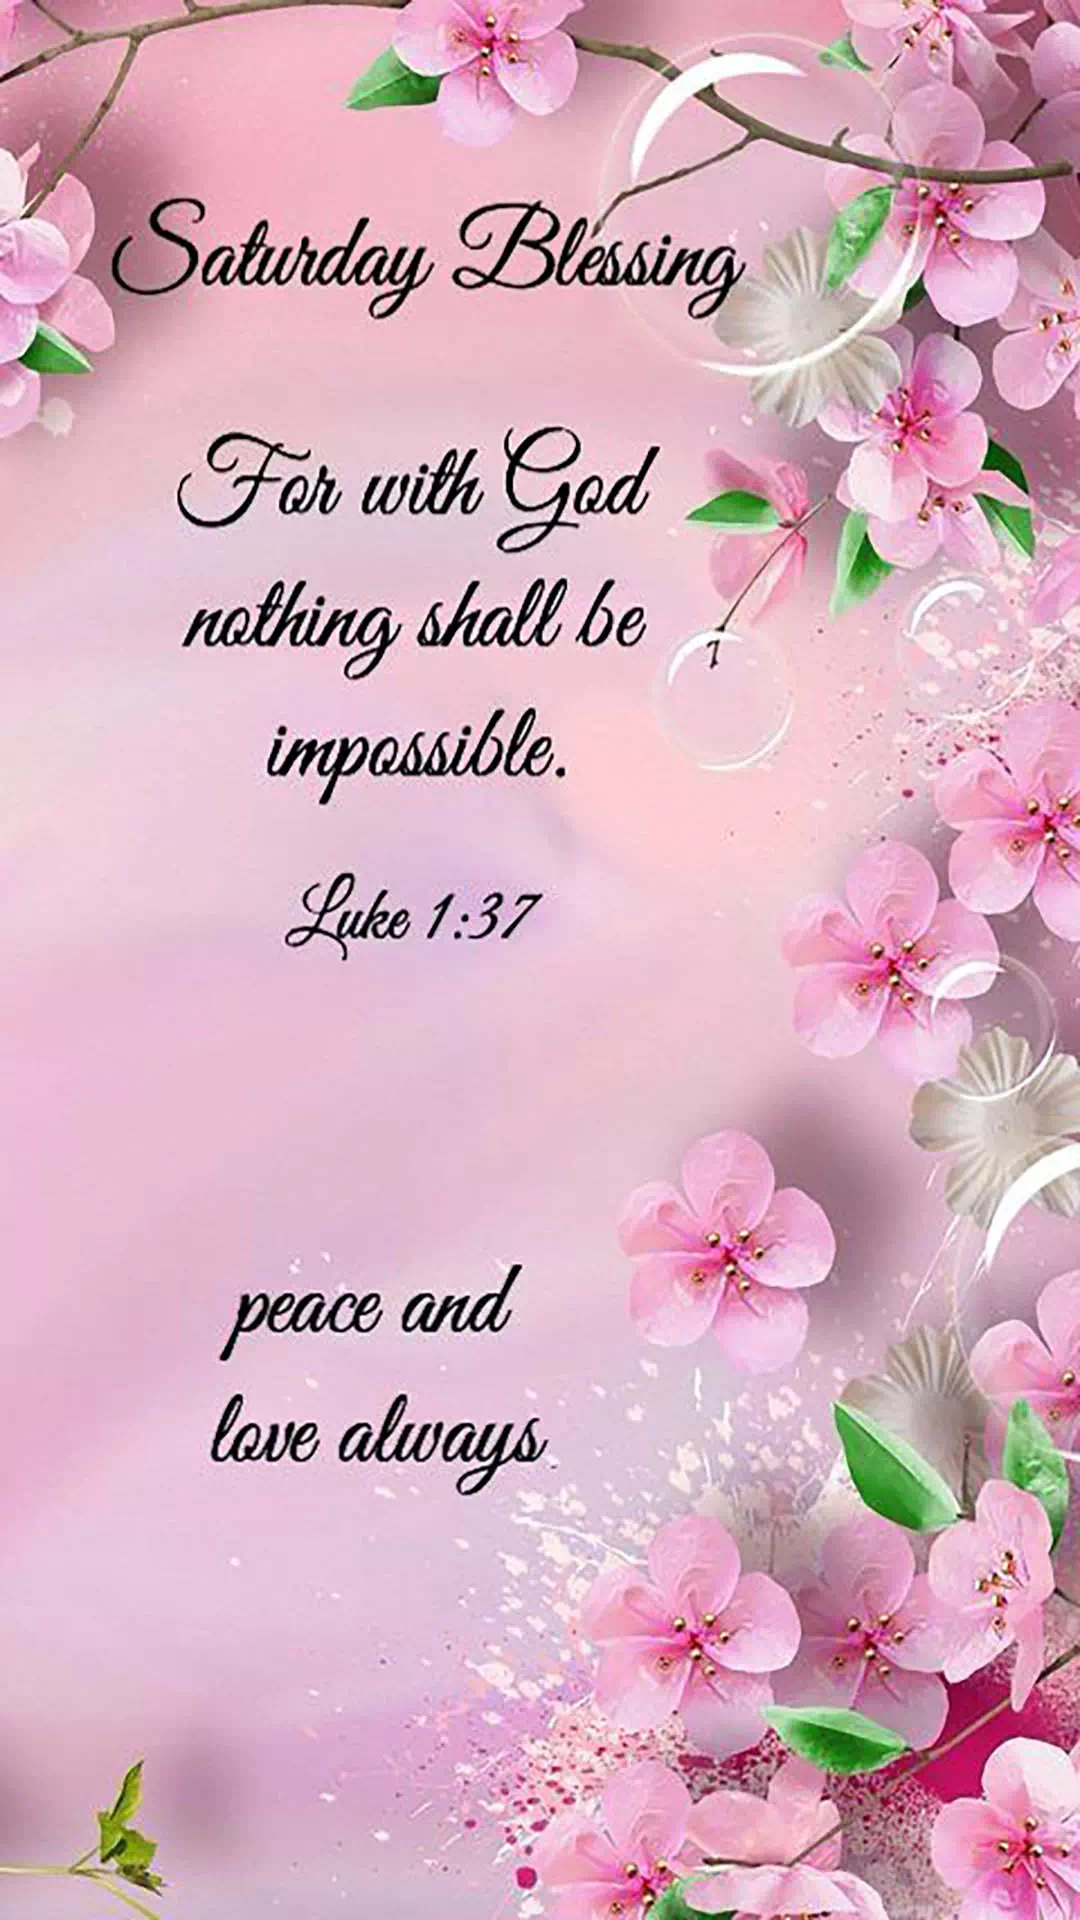 Saturday Blessing
For with God
nothing shall be
impossible.
Luke 1:37
peace and
love always